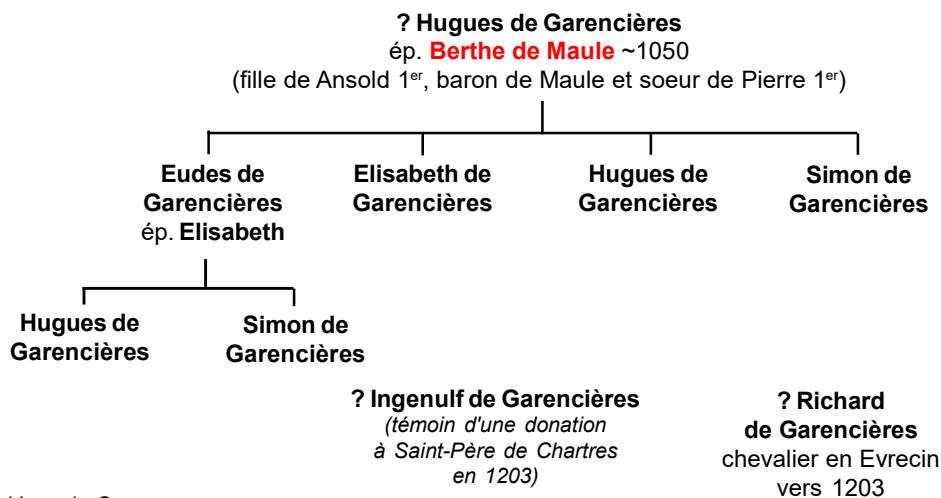 ? Hugues de Garencières
ép. Berthe de Maule ~1050
(fille de Ansold 1er, baron de Maule et soeur de Pierre 1er)
Eudes de
Garencières
ép. Elisabeth
Elisabeth de
Garencières
Hugues de
Garencières
Simon de
Garencières
Hugues de
Garencières
Simon de
Garencières
? Ingenulf de Garencières
(témoin d'une donation
à Saint-Père de Chartres
en 1203)
? Richard
de Garencières
chevalier en Evrecin
vers 1203